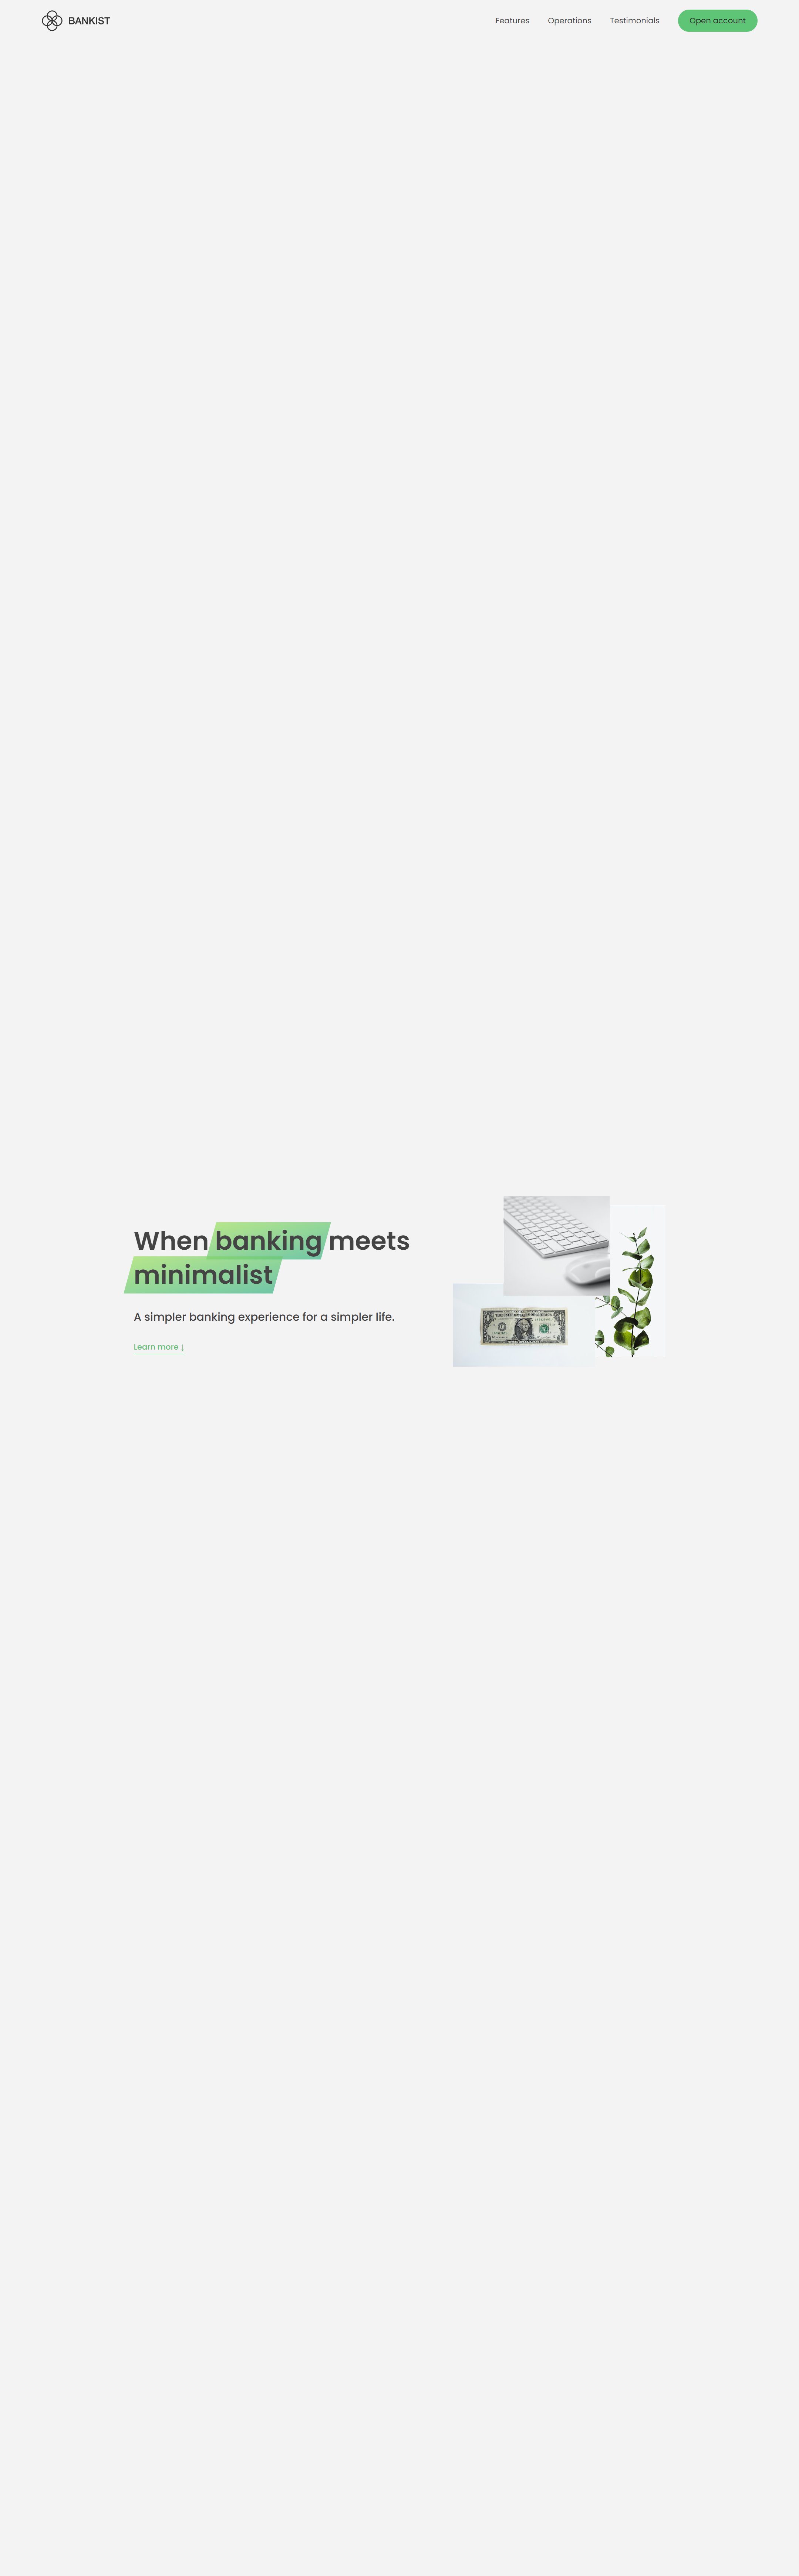 BANKIST
Features
Operations
Testimonials
Open account
When banking meets
minimalist
A simpler banking experience for a simpler life.
Learn more ↓